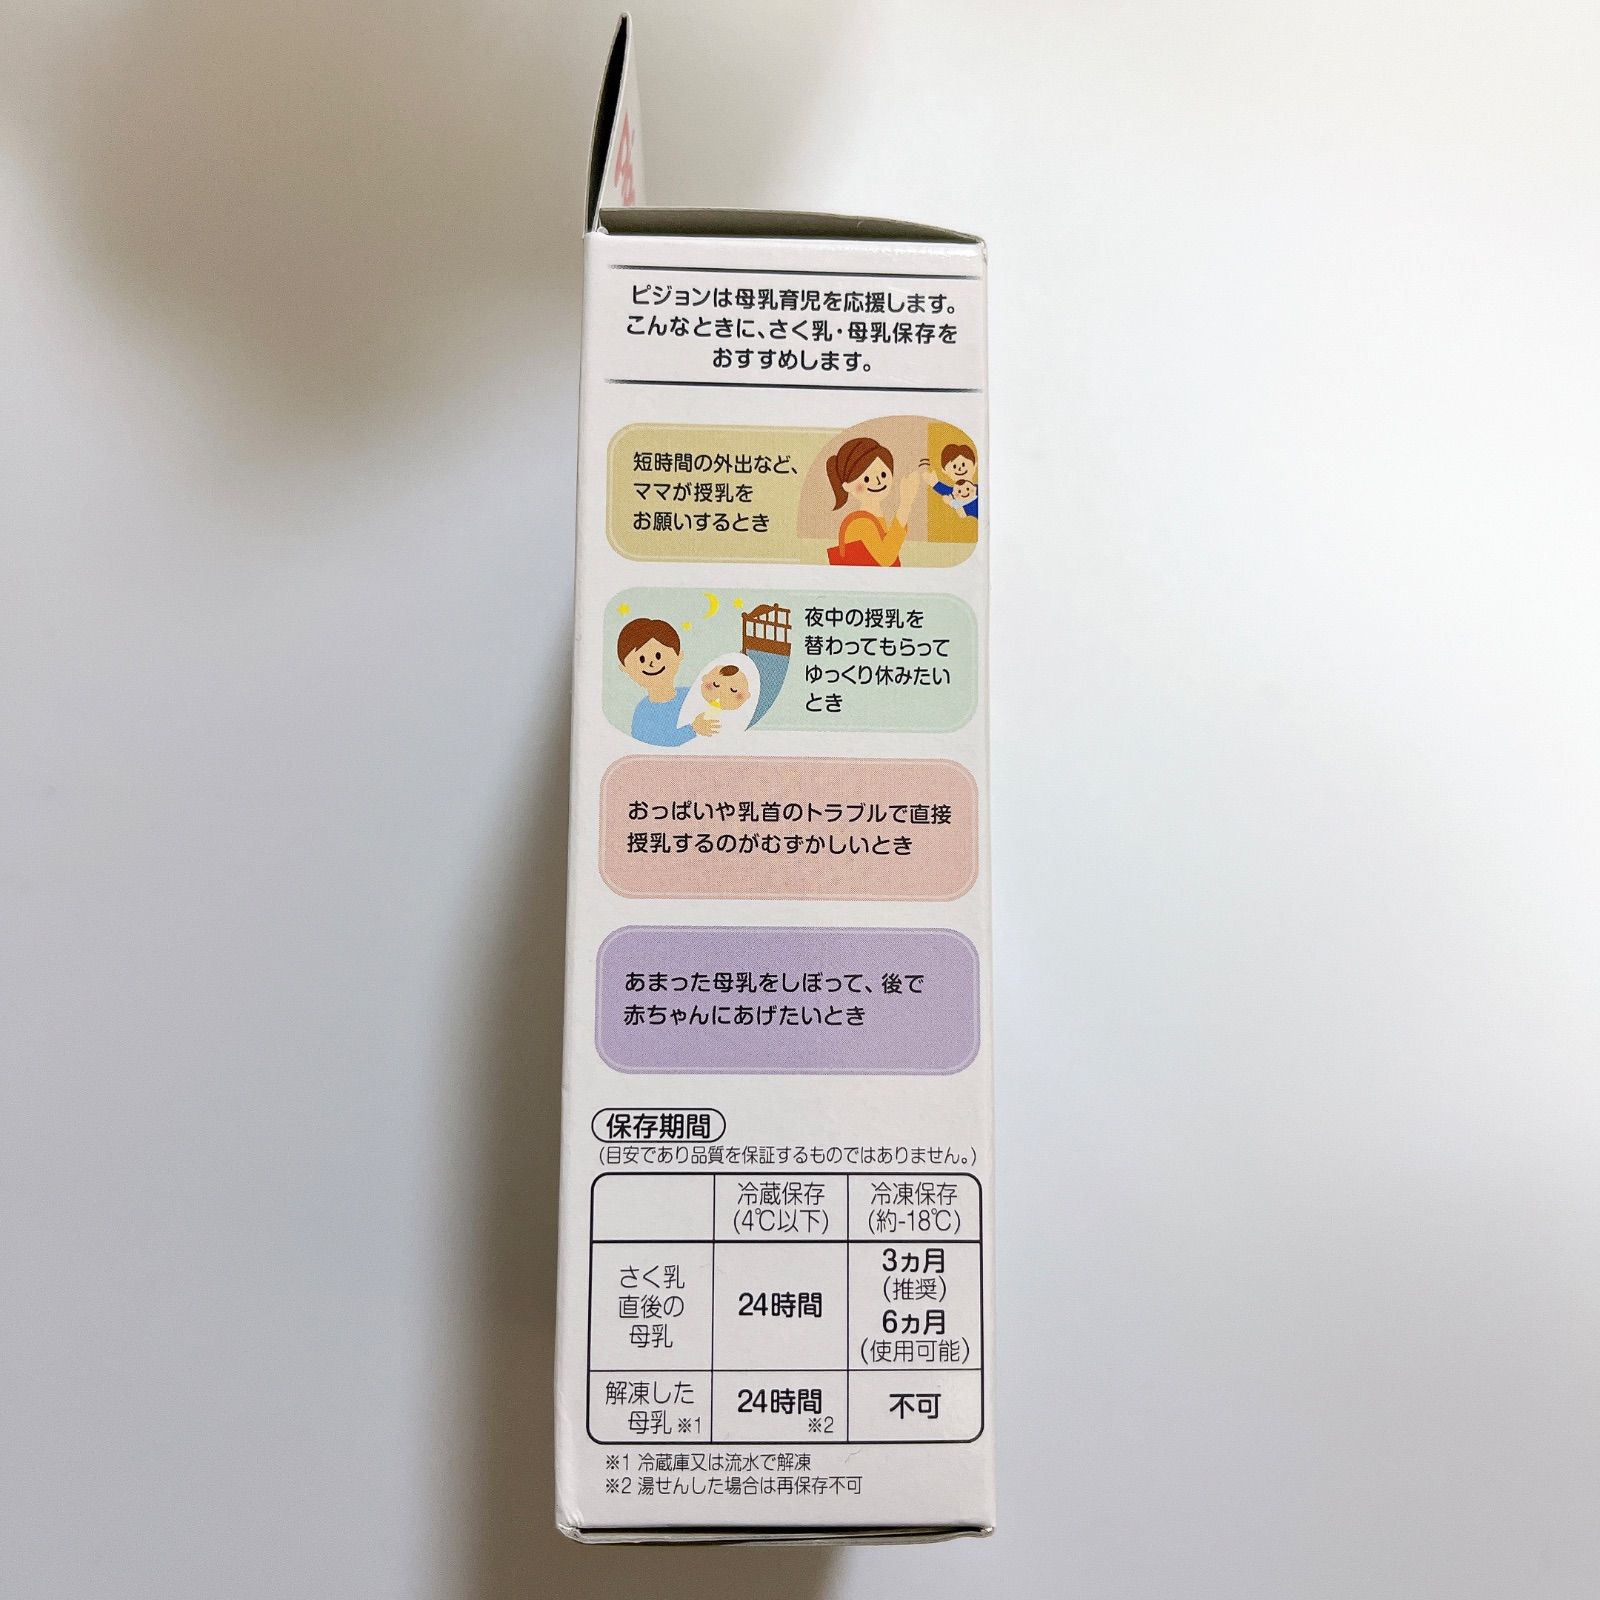 ピジョンは母乳育児を応援します。
こんなときに、さく乳・母乳保存を
おすすめします。
短時間の外出など、
ママが授乳を
お願いするとき
夜中の授乳を
替わってもらって
ゆっくり休みたい
とき
おっぱいや乳首のトラブルで直接
授乳するのがむずかしいとき
あまった母乳をしぼって、後で
赤ちゃんにあげたいとき
保存期間
(目安であり品質を保証するものではありません。)
冷蔵保存
(4℃以下)
冷凍保存
(約-18℃)
さく乳
直後の
母乳
24時間
3ヵ月
(推奨)
6ヵ月
(使用可能)
解凍した
母乳 ※1
24時間
※2
不可
※1 冷蔵庫又は流水で解凍
※2 湯せんした場合は再保存不可